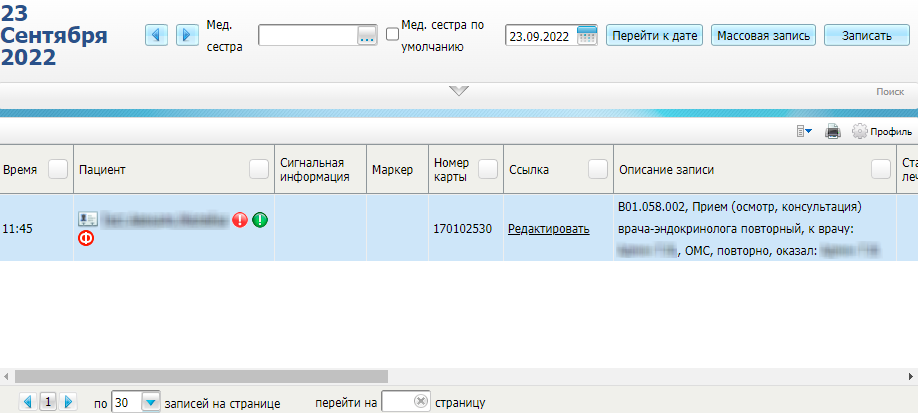 23
Сентября
2022
Мед.
сестра
...
Мед. сестра по
умолчанию
23.09.2022
Перейти к дате
Массовая запись
Записать
Поиск
Профиль
Время
Пациент
Сигнальная
информация
Маркер
Номер
карты
Ссылка
Описание записи
Ста
леч
11:45
170102530
Редактировать
B01.058.002, Прием (осмотр, консультация)
врача-эндокринолога повторный, к врачу:
, ОМС, повторно, оказал:
1
по 30 записей на странице
перейти на
страницу